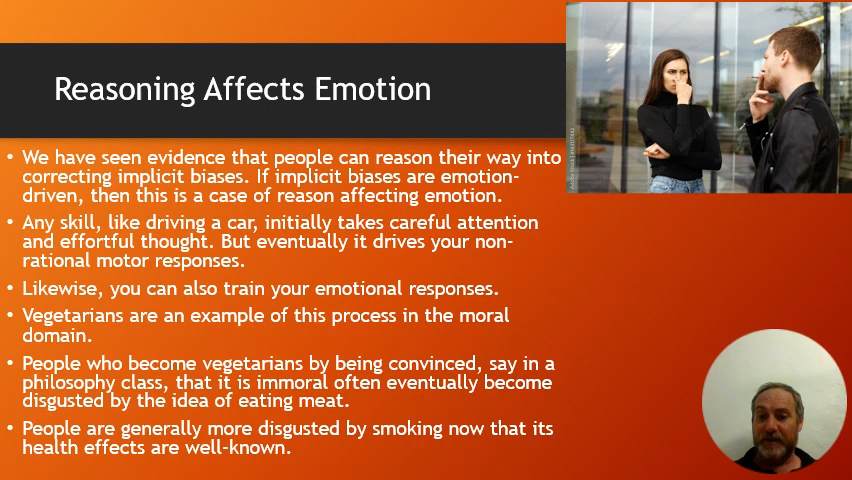 Reasoning Affects Emotion
• We have seen evidence that people can reason their way into
correcting implicit biases. If implicit biases are emotion-
driven, then this is a case of reason affecting emotion.
• Any skill, like driving a car, initially takes careful attention
and effortful thought. But eventually it drives your non-
rational motor responses.
• Likewise, you can also train your emotional responses.
• Vegetarians are an example of this process in the moral
domain.
• People who become vegetarians by being convinced, say in a
philosophy class, that it is immoral often eventually become
disgusted by the idea of eating meat.
• People are generally more disgusted by smoking now that its
health effects are well-known.